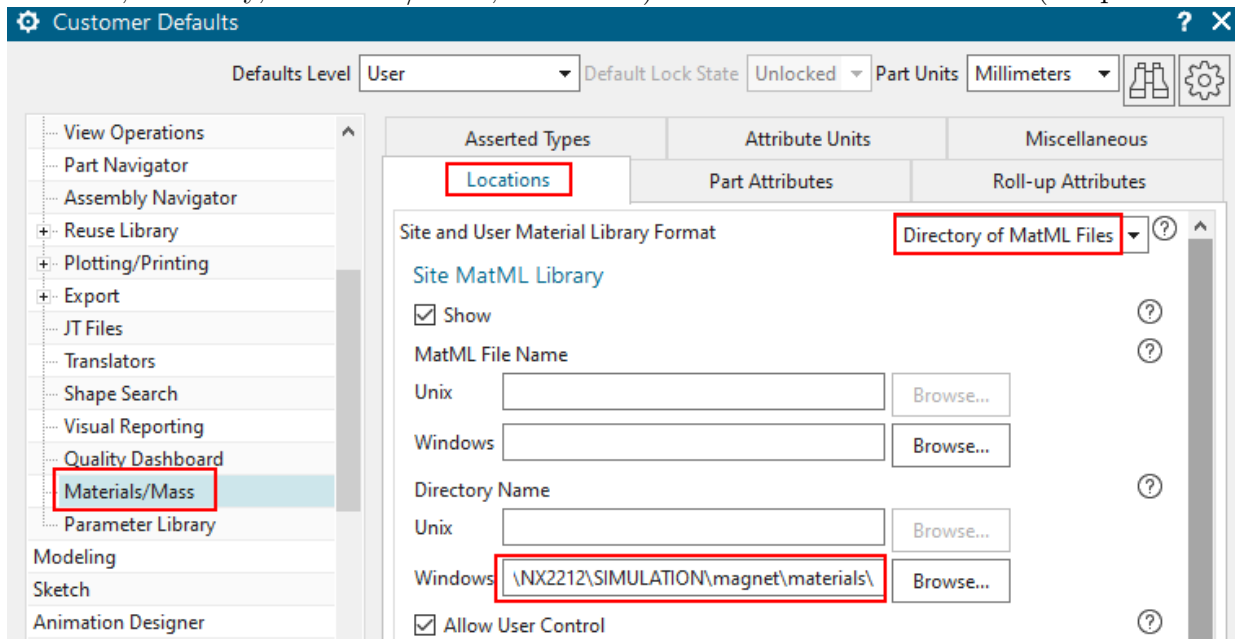 Customer Defaults
?
Defaults Level User Default Lock State Unlocked Part Units Millimeters
View Operations
Part Navigator
Assembly Navigator
Reuse Library
Plotting/Printing
Export
JT Files
Translators
Shape Search
Visual Reporting
Quality Dashboard
Materials/Mass
Parameter Library
Modeling
Sketch
Animation Designer
Asserted Types Attribute Units Miscellaneous
Locations Part Attributes Roll-up Attributes
Site and User Material Library Format Directory of MatML Files ?
Site MatML Library
Show ?
MatML File Name ?
Unix Browse...
Windows Browse...
Directory Name ?
Unix Browse...
Windows \NX2212\SIMULATION\magnet\materials\ Browse...
Allow User Control ?